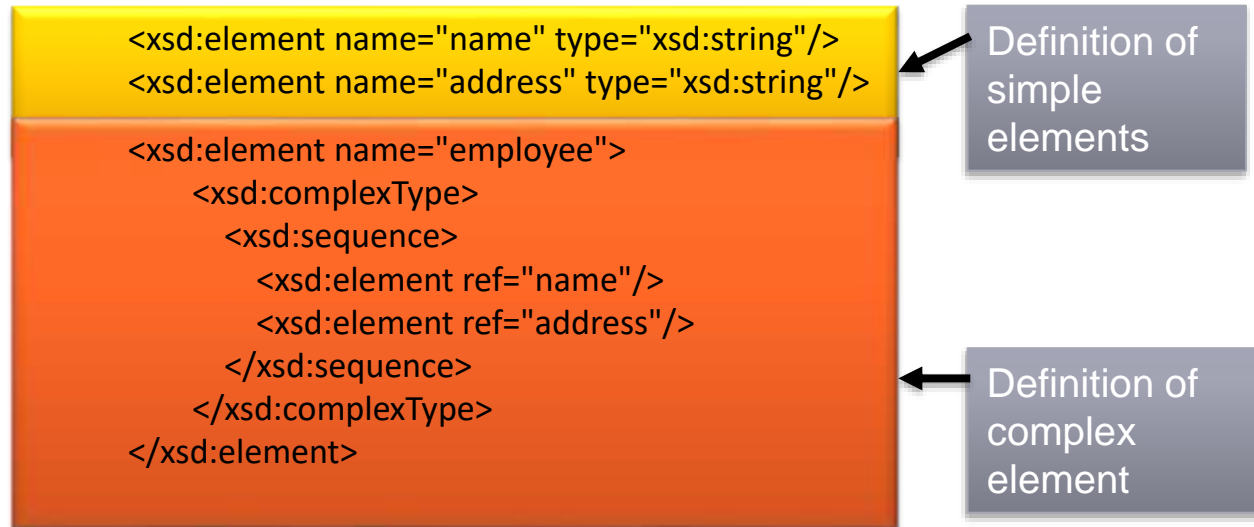 <xsd:element name="name" type="xsd:string"/>
<xsd:element name="address" type="xsd:string"/>
Definition of
simple
elements
<xsd:element name="employee">
<xsd:complexType>
<xsd:sequence>
<xsd:element ref="name"/>
<xsd:element ref="address"/>
</xsd:sequence>
</xsd:complexType>
</xsd:element>
Definition of
complex
element